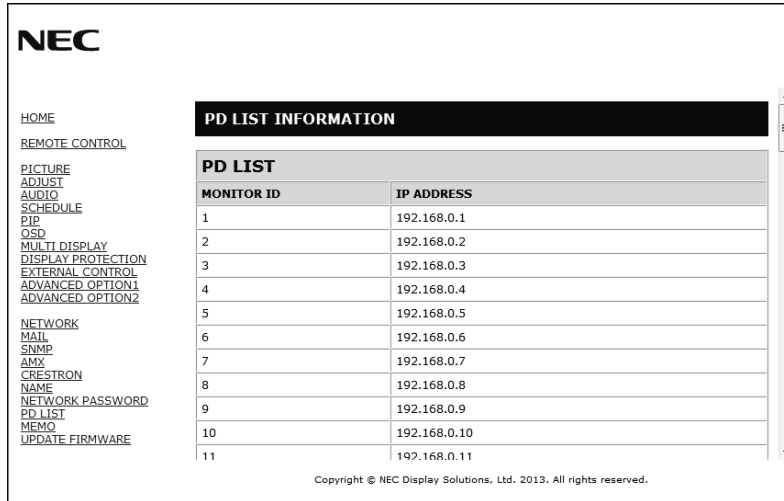 NEC
HOME
REMOTE CONTROL
PICTURE
ADJUST
AUDIO
SCHEDULE
PIP
OSD
MULTI DISPLAY
DISPLAY PROTECTION
EXTERNAL CONTROL
ADVANCED OPTION1
ADVANCED OPTION2
NETWORK
MAIL
SNMP
AMX
CRESTRON
NAME
NETWORK PASSWORD
PD LIST
MEMO
UPDATE FIRMWARE
PD LIST INFORMATION
PD LIST
MONITOR ID IP ADDRESS
1 192.168.0.1
2 192.168.0.2
3 192.168.0.3
4 192.168.0.4
5 192.168.0.5
6 192.168.0.6
7 192.168.0.7
8 192.168.0.8
9 192.168.0.9
10 192.168.0.10
11 192.168.0.11
Copyright © NEC Display Solutions, Ltd. 2013. All rights reserved.